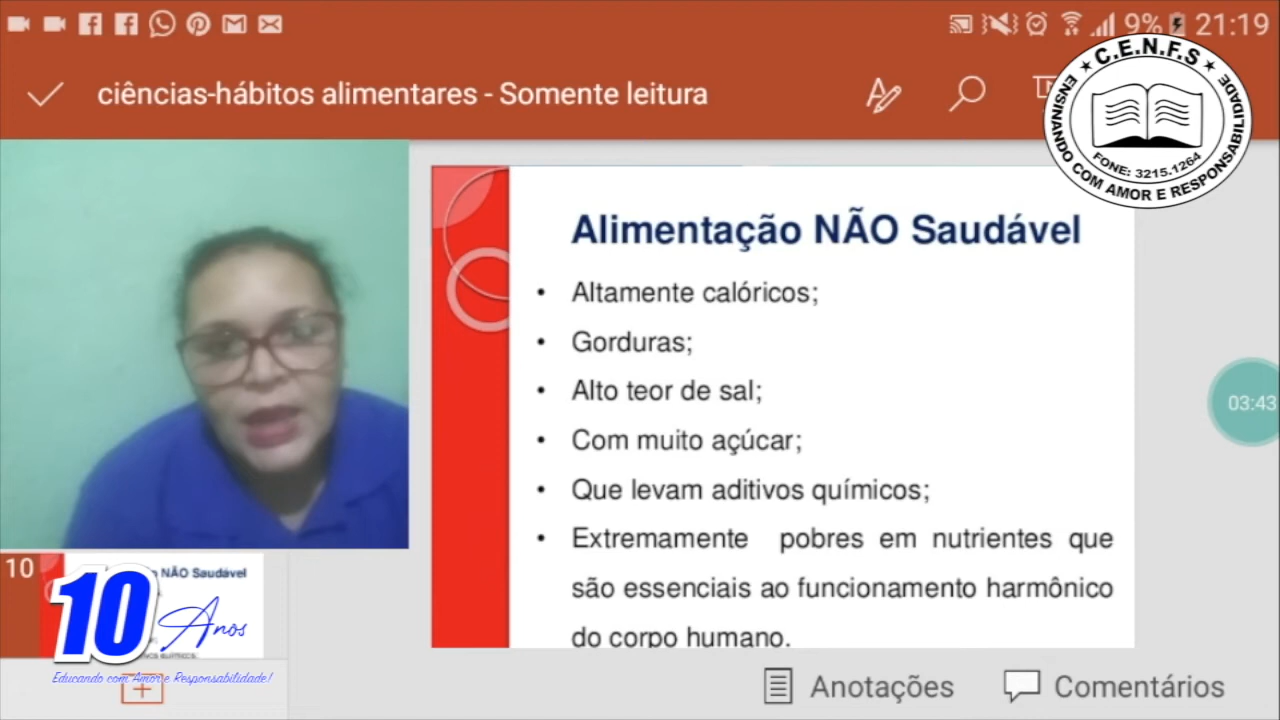 9% 21:19
ciências-hábitos alimentares - Somente leitura
C.E.N.F.S
ENSINANDO COM AMOR E RESPONSABILIDADE
FONE: 3215.1264
Alimentação NÃO Saudável
• Altamente calóricos;
• Gorduras;
• Alto teor de sal;
• Com muito açúcar;
• Que levam aditivos químicos;
• Extremamente pobres em nutrientes que
são essenciais ao funcionamento harmônico
do corpo humano.
03:43
10
NÃO Saudável
10 Anos
Educando com Amor e Responsabilidade!
Anotações
Comentários